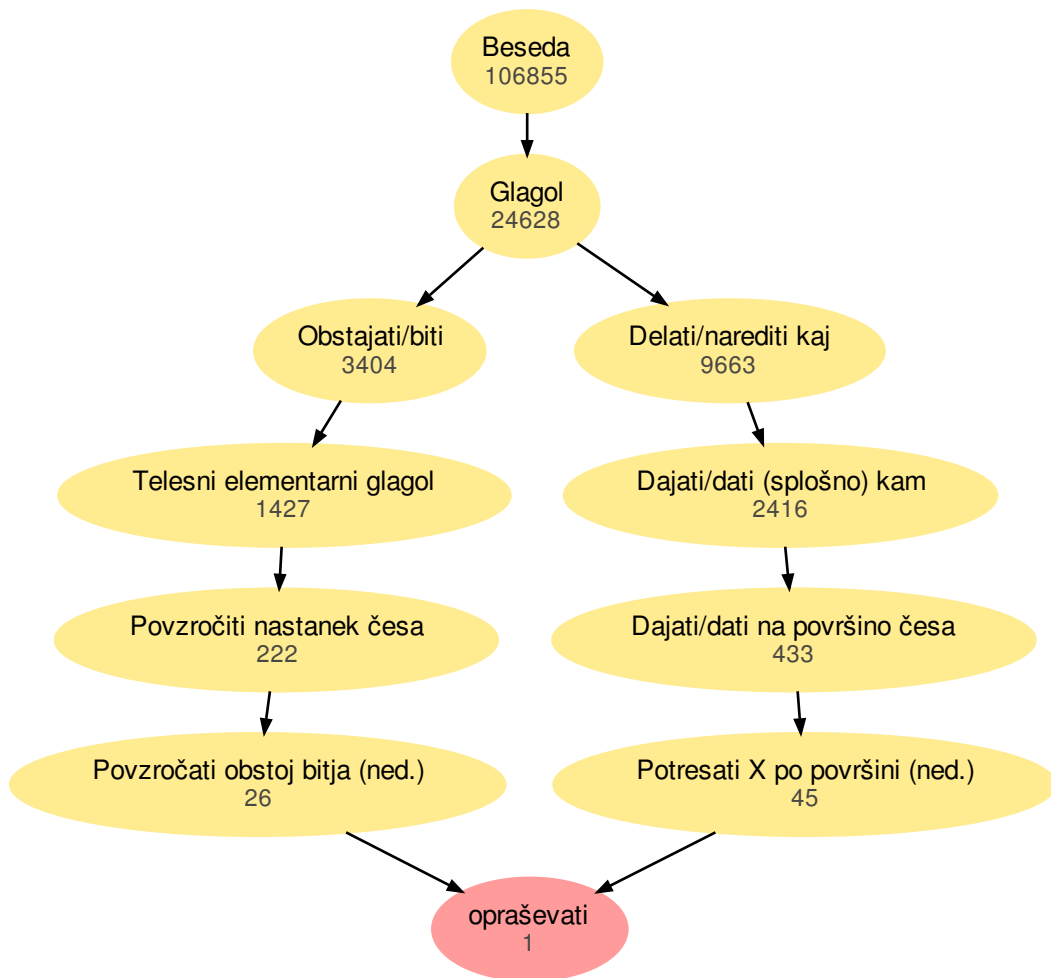 Beseda
106855
Glagol
24628
Obstajati/biti
3404
Delati/narediti kaj
9663
Telesni elementarni glagol
1427
Dajati/dati (splošno) kam
2416
Povzročiti nastanek česa
222
Dajati/dati na površino česa
433
Povzročati obstoj bitja (ned.)
26
Potresati X po površini (ned.)
45
opraševati
1